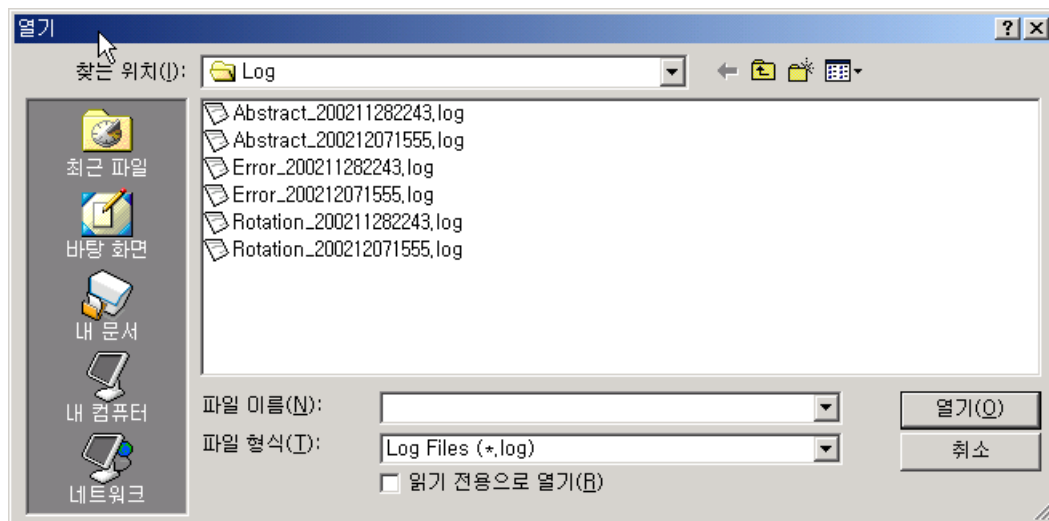 열기
찾는 위치(I):
Log
최근 파일
바탕 화면
내 문서
내 컴퓨터
네트워크
Abstract_200211282243.log
Abstract_200212071555.log
Error_200211282243.log
Error_200212071555.log
Rotation_200211282243.log
Rotation_200212071555.log
파일 이름(N):
열기(O)
파일 형식(T):
Log Files (*.log)
취소
읽기 전용으로 열기(R)